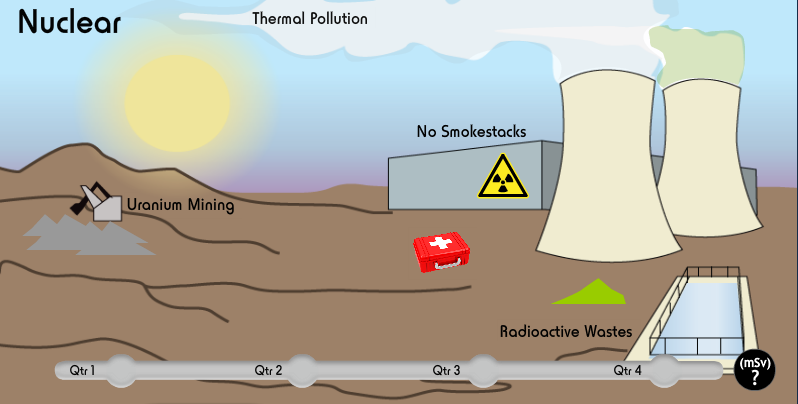 Nuclear
Thermal Pollution
No Smokestacks
Uranium Mining
Radioactive Wastes
Qtr 1
Qtr 2
Qtr 3
Qtr 4
(mSv)
?